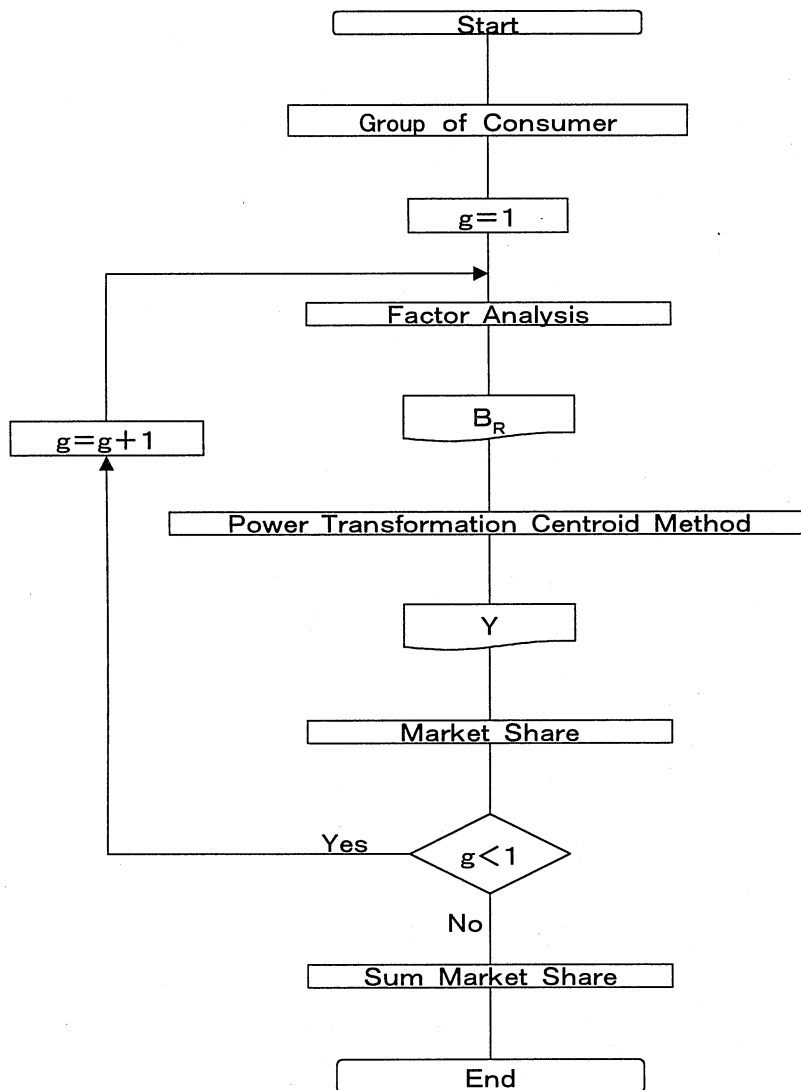 Start
Group of Consumer
g=1
Factor Analysis
B_R
g=g+1
Power Transformation Centroid Method
Y
Market Share
Yes
g<1
No
Sum Market Share
End